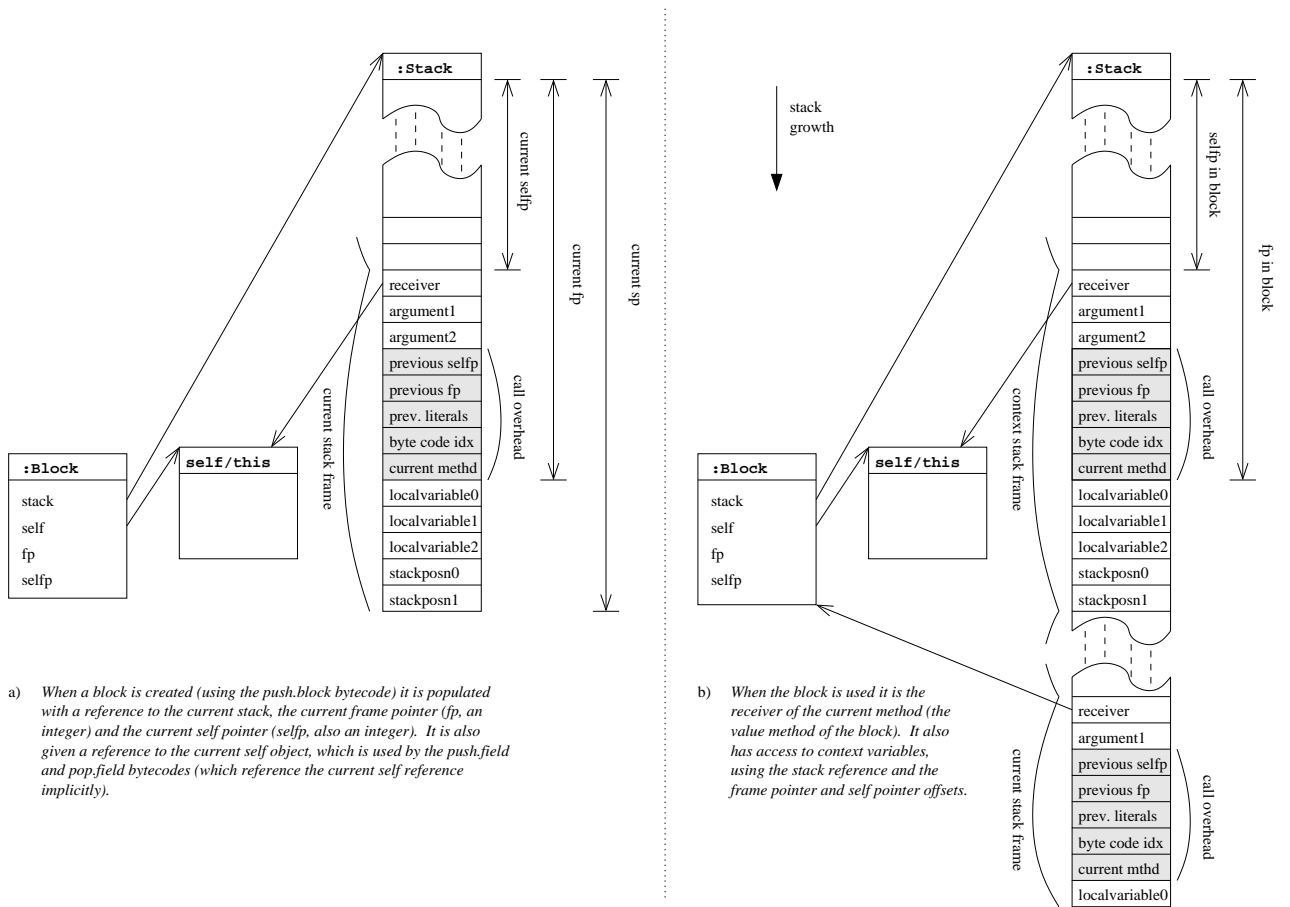 :Stack
current selfp
current fp
current sp
receiver
argument1
argument2
previous selfp
previous fp
prev. literals
byte code idx
current methd
localvariable0
localvariable1
localvariable2
stackposn0
stackposn1
call overhead
current stack frame
:Block
stack
self
fp
selfp
self/this
a) When a block is created (using the push.block bytecode) it is populated
with a reference to the current stack, the current frame pointer (fp, an
integer) and the current self pointer (selfp, also an integer). It is also
given a reference to the current self object, which is used by the push.field
and pop.field bytecodes (which reference the current self reference
implicitly).
stack
growth
:Stack
selfp in block
fp in block
receiver
argument1
argument2
previous selfp
previous fp
prev. literals
byte code idx
current methd
localvariable0
localvariable1
localvariable2
stackposn0
stackposn1
call overhead
context stack frame
:Block
stack
self
fp
selfp
self/this
b) When the block is used it is the
receiver of the current method (the
value method of the block). It also
has access to context variables,
using the stack reference and the
frame pointer and self pointer offsets.
receiver
argument1
previous selfp
previous fp
prev. literals
byte code idx
current mthd
localvariable0
call overhead
current stack frame